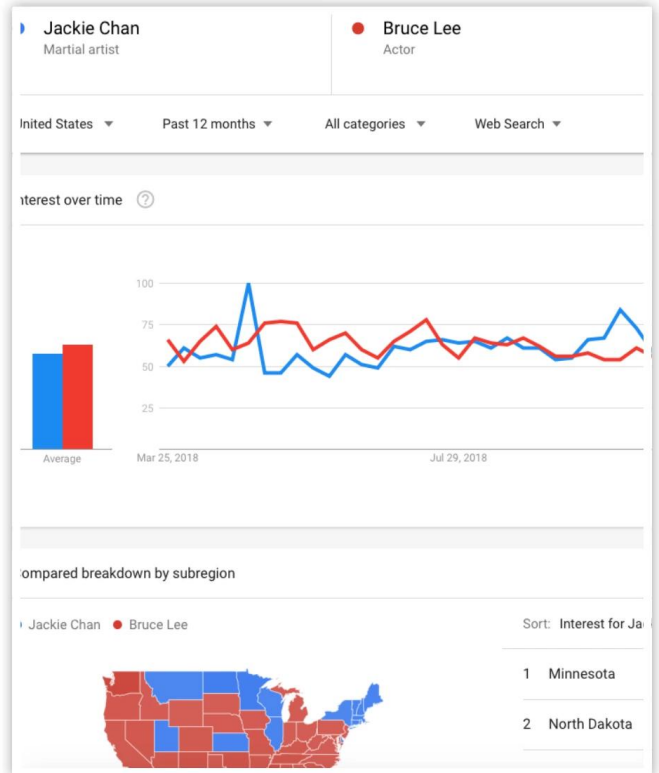 Jackie Chan
Martial artist
Bruce Lee
Actor
United States
Past 12 months
All categories
Web Search
nterest over time ?
100
75
50
25
Average
Mar 25, 2018
Jul 29, 2018
ompared breakdown by subregion
Jackie Chan
Bruce Lee
Sort: Interest for Ja
1 Minnesota
2 North Dakota